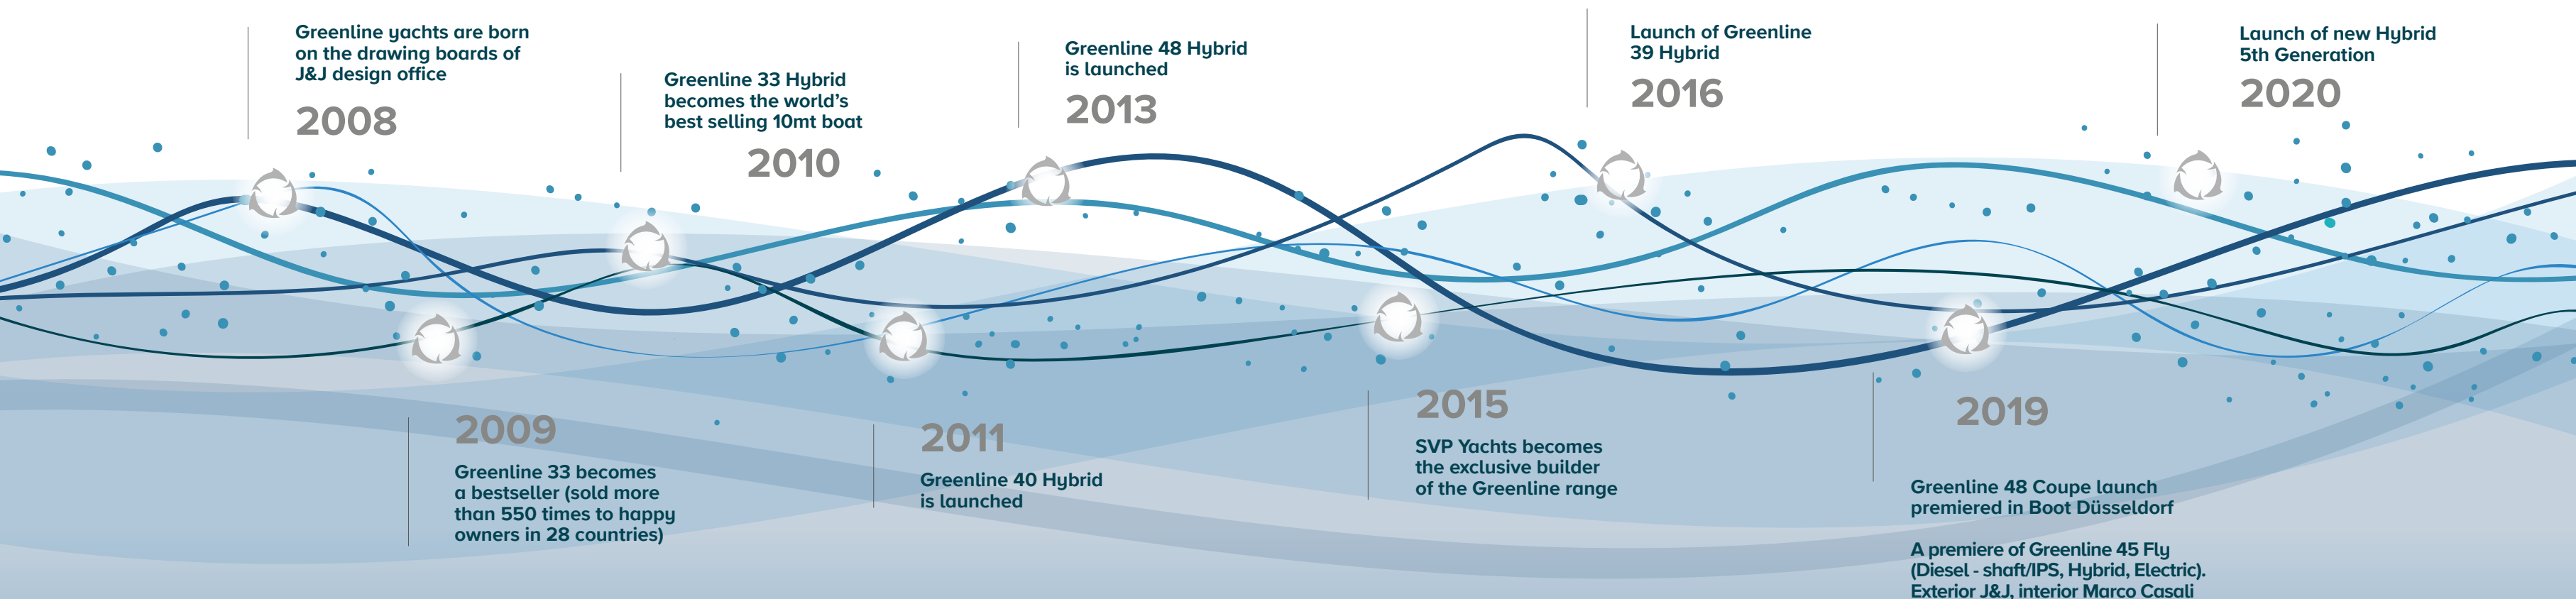 Greenline yachts are born
on the drawing boards of
J&J design office
2008
2009
Greenline 33 becomes
a bestseller (sold more
than 550 times to happy
owners in 28 countries)
Greenline 33 Hybrid
becomes the world's
best selling 10mt boat
2010
2011
Greenline 40 Hybrid
is launched
Greenline 48 Hybrid
is launched
2013
2015
SVP Yachts becomes
the exclusive builder
of the Greenline range
Launch of Greenline
39 Hybrid
2016
2019
Greenline 48 Coupe launch
premiered in Boot Düsseldorf
A premiere of Greenline 45 Fly
(Diesel - shaft/IPS, Hybrid, Electric).
Exterior J&J, interior Marco Casali
Launch of new Hybrid
5th Generation
2020